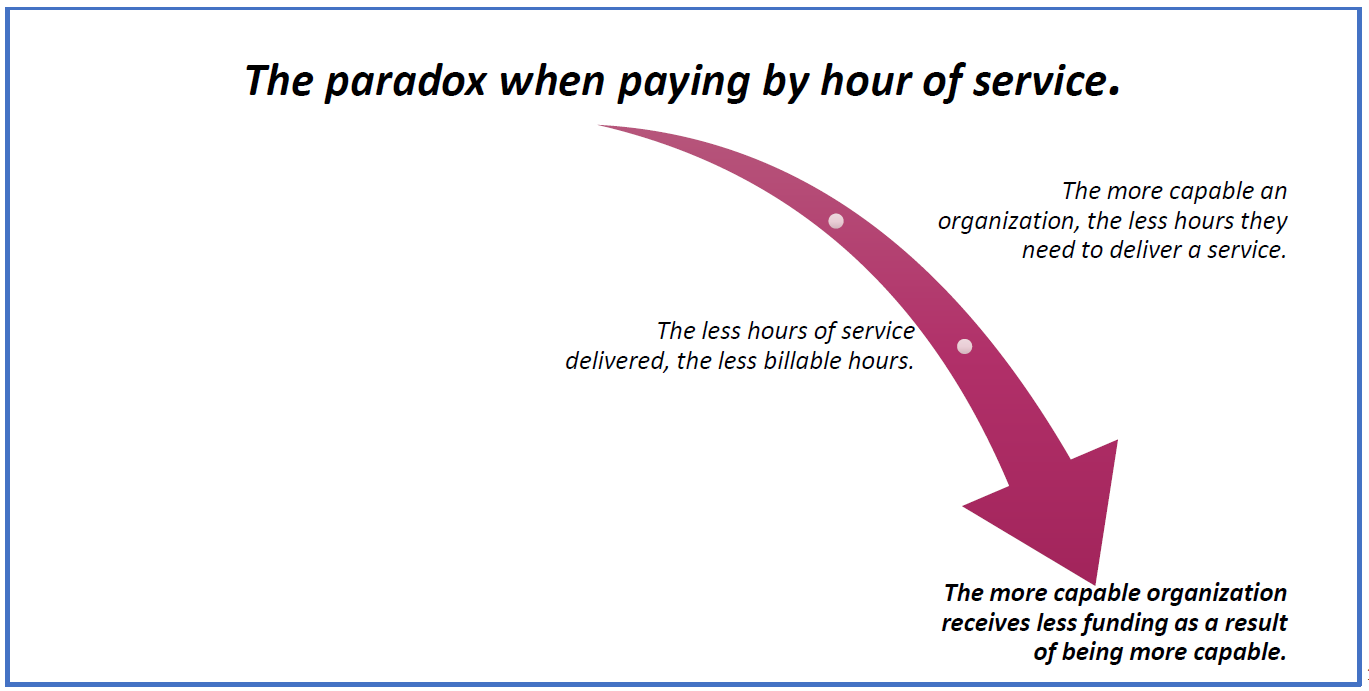 The paradox when paying by hour of service.
The more capable an
organization, the less hours they
need to deliver a service.
The less hours of service
delivered, the less billable hours.
The more capable organization
receives less funding as a result
of being more capable.